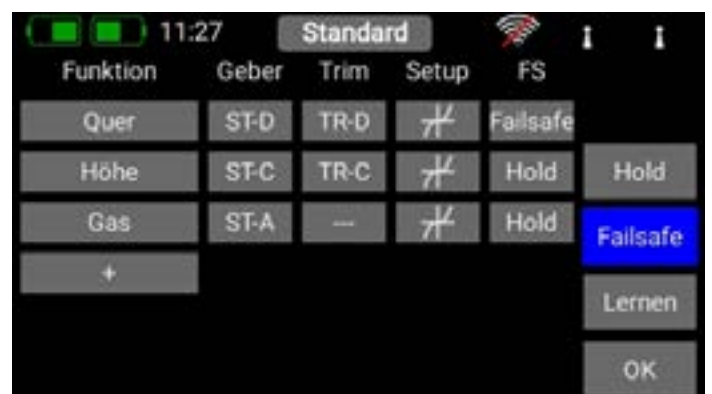 11:27 Standard
Funktion Geber Trim Setup FS
Quer ST-D TR-D Failsafe
Höhe ST-C TR-C Hold Hold
Gas ST-A --- Hold Failsafe
+
Lernen
OK